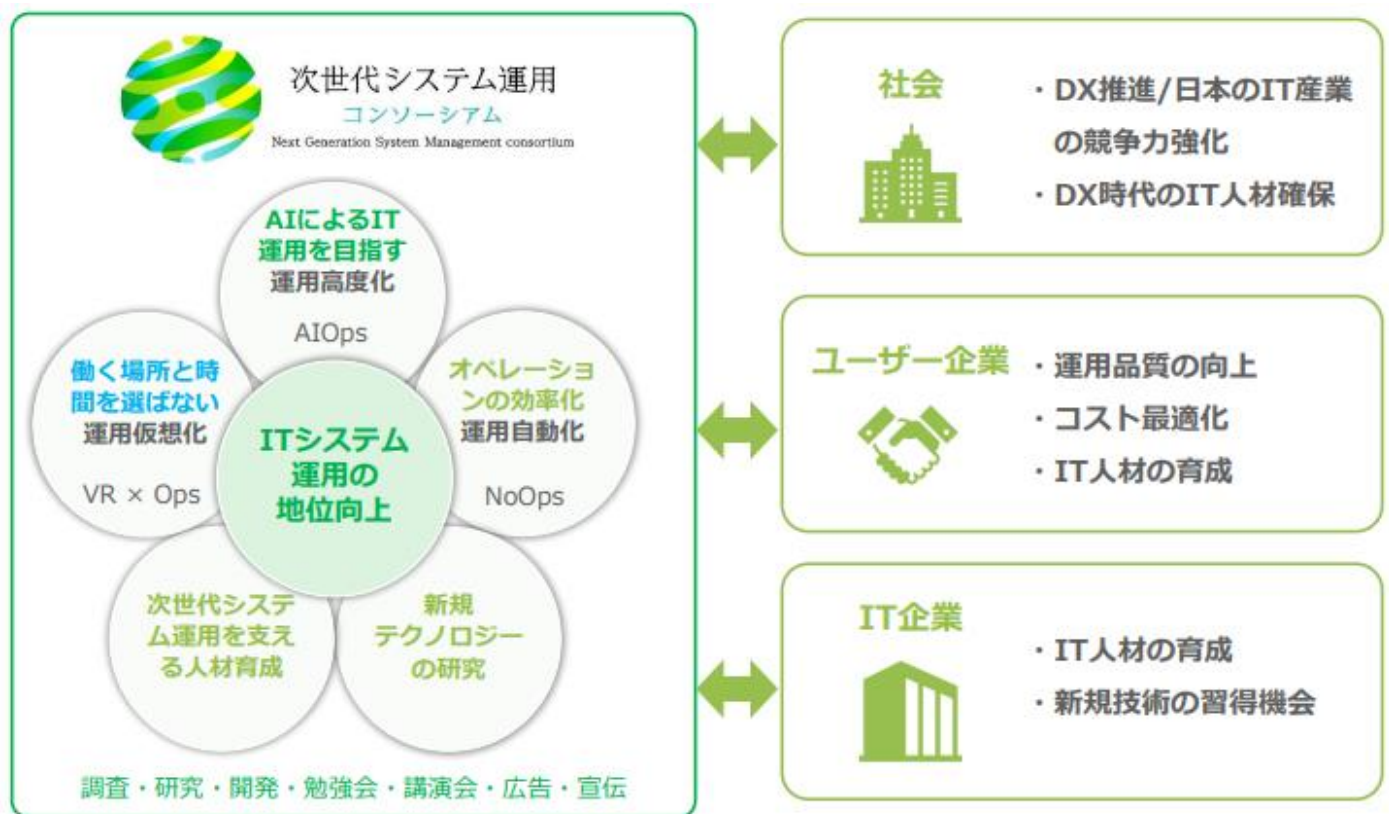 次世代システム運用
コンソーシアム
Next Generation System Management consortium
AIによるIT
運用を目指す
運用高度化
AIOps
働く場所と時
間を選ばない
運用仮想化
VR × Ops
オペレーショ
ンの効率化
運用自動化
NoOps
ITシステム
運用の
地位向上
次世代システ
ム運用を支え
る人材育成
新規
テクノロジー
の研究
調査・研究・開発・勉強会・講演会・広告・宣伝
社会
・DX推進/日本のIT産業
の競争力強化
・DX時代のIT人材確保
ユーザー企業
・運用品質の向上
・コスト最適化
・IT人材の育成
IT企業
・IT人材の育成
・新規技術の習得機会